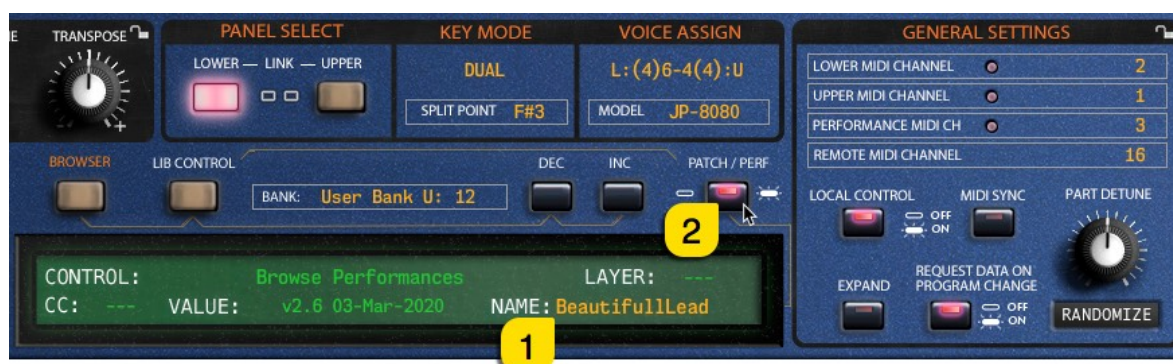 E
TRANSPOSE
PANEL SELECT
KEY MODE
VOICE ASSIGN
GENERAL SETTINGS
LOWER — LINK — UPPER
DUAL
L:(4)6-4(4):U
SPLIT POINT F#3
MODEL JP-8080
LOWER MIDI CHANNEL 2
UPPER MIDI CHANNEL 1
PERFORMANCE MIDI CH 3
REMOTE MIDI CHANNEL 16
- +
BROWSER
LIB CONTROL
DEC
INC
PATCH / PERF
BANK: User Bank U: 12
2
LOCAL CONTROL
OFF
ON
MIDI SYNC
PART DETUNE
CONTROL: Browse Performances LAYER: ---
CC: --- VALUE: v2.6 03-Mar-2020 NAME: BeautifullLead
1
EXPAND
REQUEST DATA ON
PROGRAM CHANGE
OFF
ON
RANDOMIZE